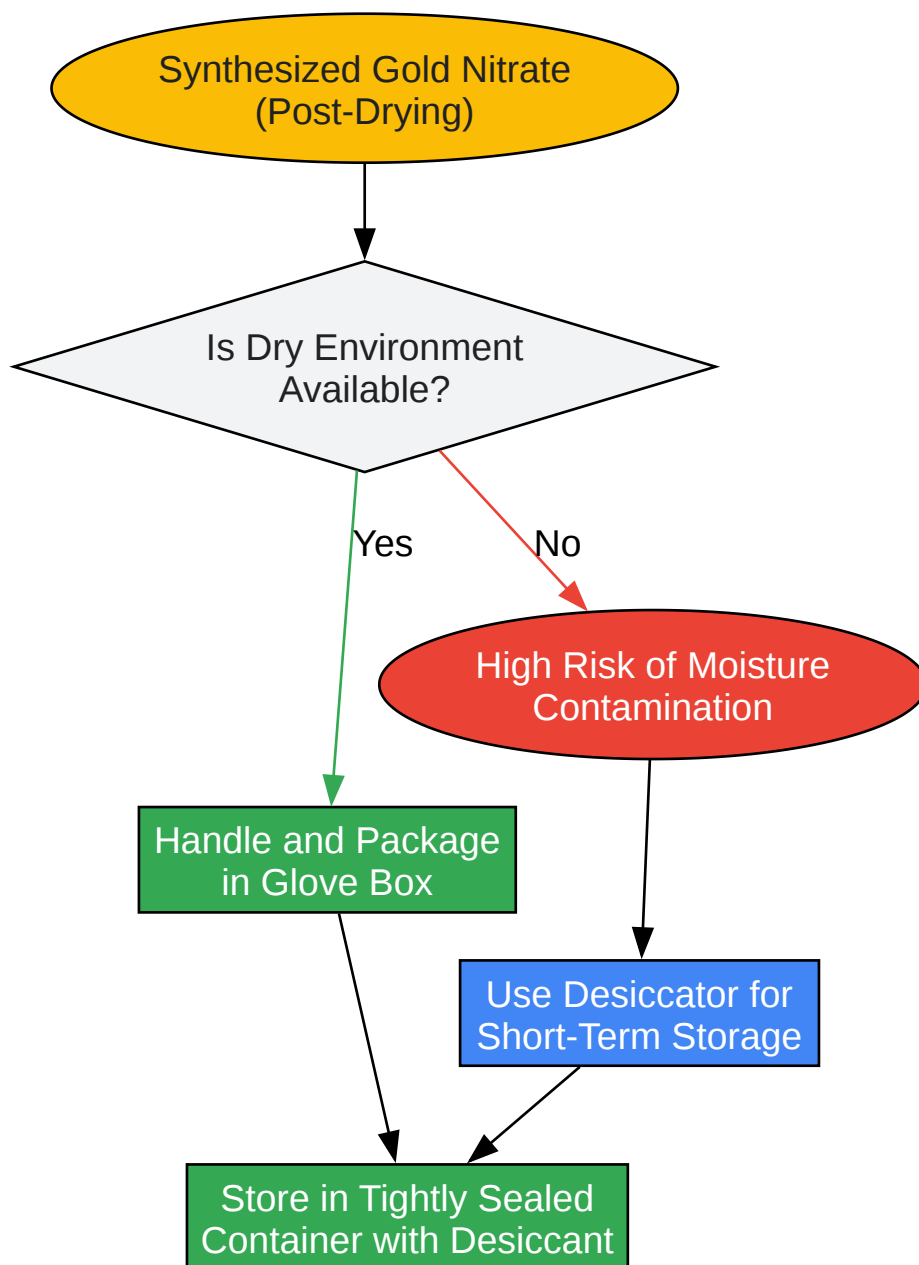 Synthesized Gold Nitrate
(Post-Drying)
Is Dry Environment
Available?
Yes
No
High Risk of Moisture
Contamination
Handle and Package
in Glove Box
Use Desiccator for
Short-Term Storage
Store in Tightly Sealed
Container with Desiccant